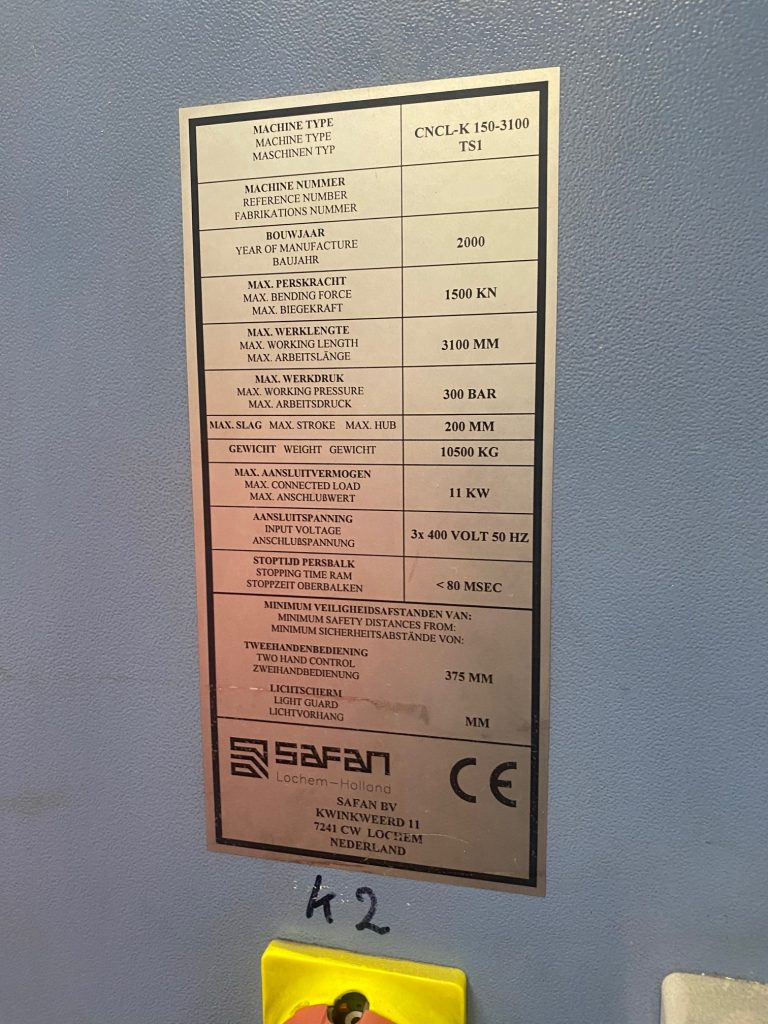 MACHINE TYPE
MACHINE TYPE
MASCHINEN TYP
CNCL-K 150-3100
TS1
MACHINE NUMMER
REFERENCE NUMBER
FABRIKATIONS NUMMER
BOUWJAAR
YEAR OF MANUFACTURE
BAUJAHR
2000
MAX. PERSKRACHT
MAX. BENDING FORCE
MAX. BIEGEKRAFT
1500 KN
MAX. WERKLENGTE
MAX. WORKING LENGTH
MAX. ARBEITSLÄNGE
3100 MM
MAX. WERKDRUK
MAX. WORKING PRESSURE
MAX. ARBEITSDRUCK
300 BAR
MAX. SLAG MAX. STROKE MAX. HUB
200 MM
GEWICHT WEIGHT GEWICHT
10500 KG
MAX. AANSLUITVERMOGEN
MAX. CONNECTED LOAD
MAX. ANSCHLUßWERT
11 KW
AANSLUITSPANNING
INPUT VOLTAGE
ANSCHLUßSPANNUNG
3x 400 VOLT 50 HZ
STOPTIJD PERSBALK
STOPPING TIME RAM
STOPPZEIT OBERBALKEN
< 80 MSEC
MINIMUM VEILIGHEIDSAFSTANDEN VAN:
MINIMUM SAFETY DISTANCES FROM:
MINIMUM SICHERHEITSABSTÄNDE VON:
TWEEHANDENBEDIENING
TWO HAND CONTROL
ZWEIHANDBEDIENUNG
375 MM
LICHTSCHERM
LIGHT GUARD
LICHTVORHANG
MM
SAFAN
Lochem-Holland
CE
SAFAN BV
KWINKWEERD 11
7241 CW LOCHEM
NEDERLAND
k2